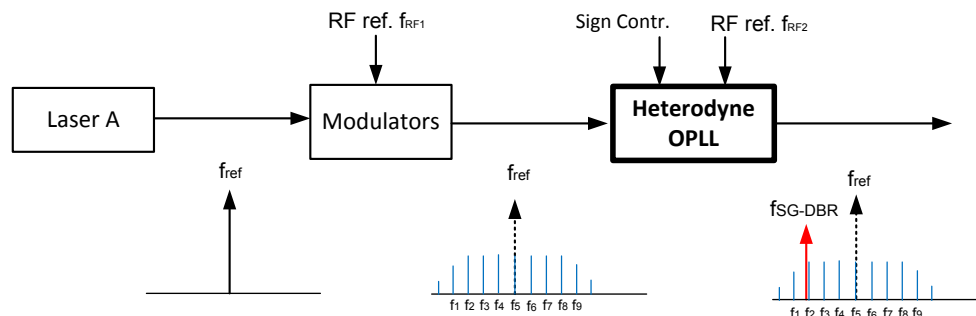 RF ref. fRF1
Sign Contr.
RF ref. fRF2
Laser A
Modulators
Heterodyne
OPLL
fref
fref
fref
fSG-DBR
f1 f2 f3 f4 f5 f6 f7 f8 f9
f1 f2 f3 f4 f5 f6 f7 f8 f9